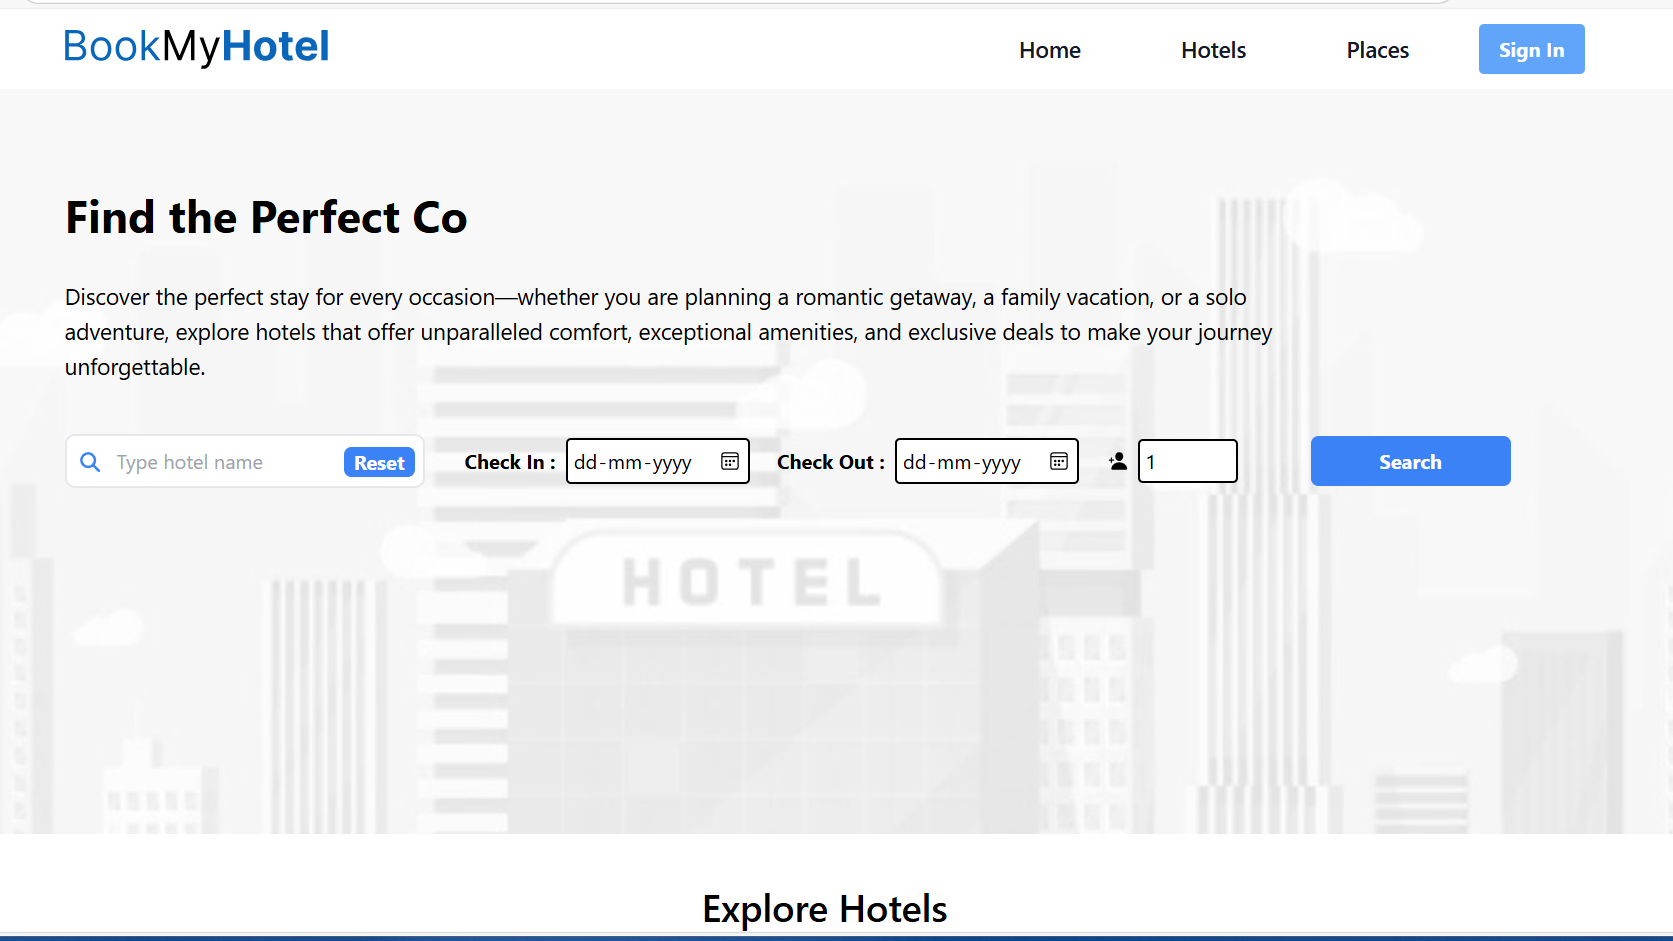 BookMyHotel
Home Hotels Places Sign In
Find the Perfect Co
Discover the perfect stay for every occasion—whether you are planning a romantic getaway, a family vacation, or a solo
adventure, explore hotels that offer unparalleled comfort, exceptional amenities, and exclusive deals to make your journey
unforgettable.
Type hotel name Reset Check In : dd-mm-yyyy Check Out : dd-mm-yyyy 1 Search
HOTEL
Explore Hotels